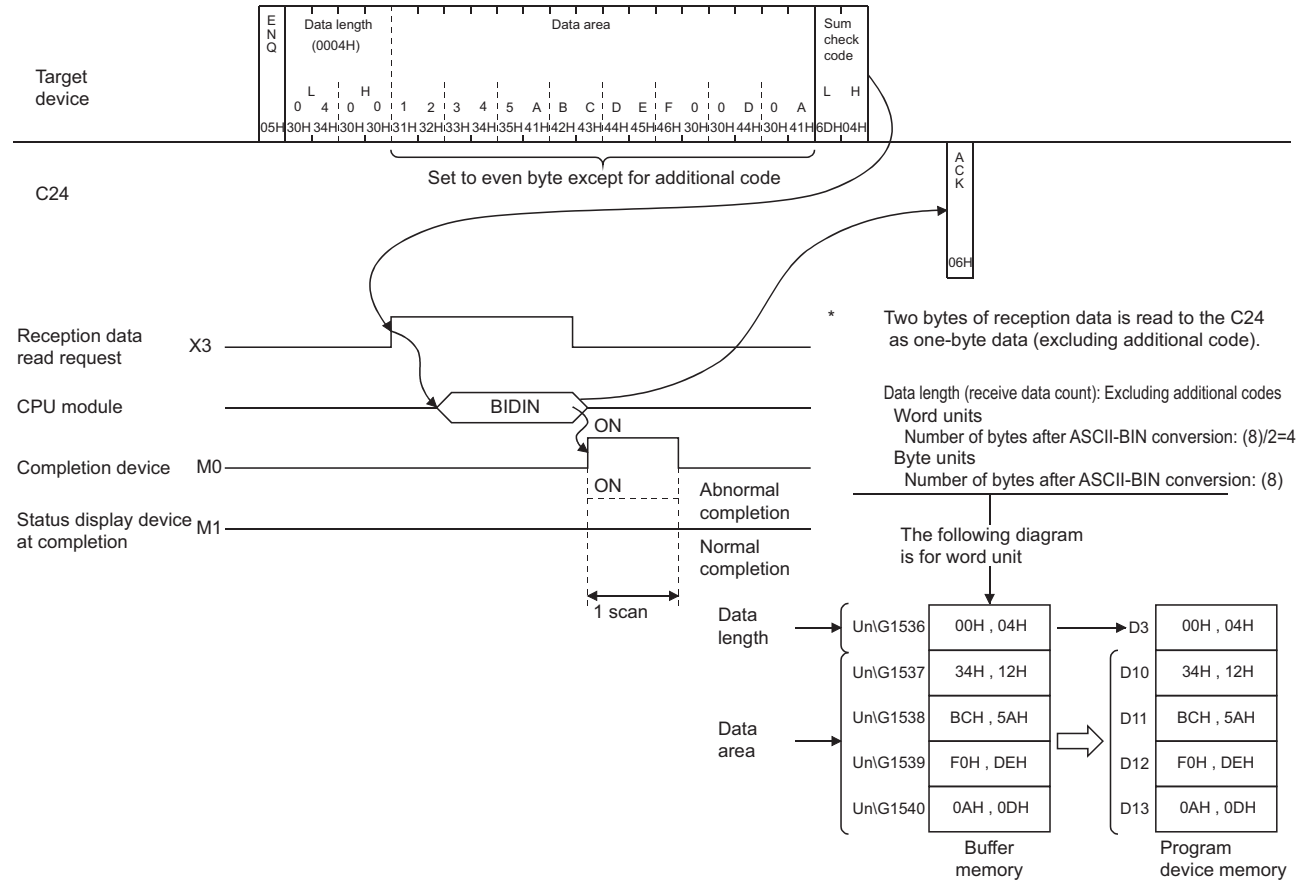 E
N
Q
Data length
(0004H)
Data area
Sum
check
code
Target
device
L H L H
0 4 0 0 1 2 3 4 5 A B C D E F 0 0 D 0 A
05H 30H 34H 30H 30H 31H 32H 33H 34H 35H 41H 42H 43H 44H 45H 46H 30H 30H 44H 30H 41H 6DH 04H
C24
Set to even byte except for additional code
A
C
K
06H
Reception data
read request
X3
CPU module
BIDIN
ON
Completion device M0
ON
Abnormal
completion
Status display device
at completion
M1
Normal
completion
1 scan
* Two bytes of reception data is read to the C24
as one-byte data (excluding additional code).
Data length (receive data count): Excluding additional codes
Word units
Number of bytes after ASCII-BIN conversion: (8)/2=4
Byte units
Number of bytes after ASCII-BIN conversion: (8)
The following diagram
is for word unit
Data
length
Un\G1536 00H , 04H D3 00H , 04H
Un\G1537 34H , 12H D10 34H , 12H
Data
area
Un\G1538 BCH , 5AH D11 BCH , 5AH
Un\G1539 F0H , DEH D12 F0H , DEH
Un\G1540 0AH , 0DH D13 0AH , 0DH
Buffer
memory
Program
device memory